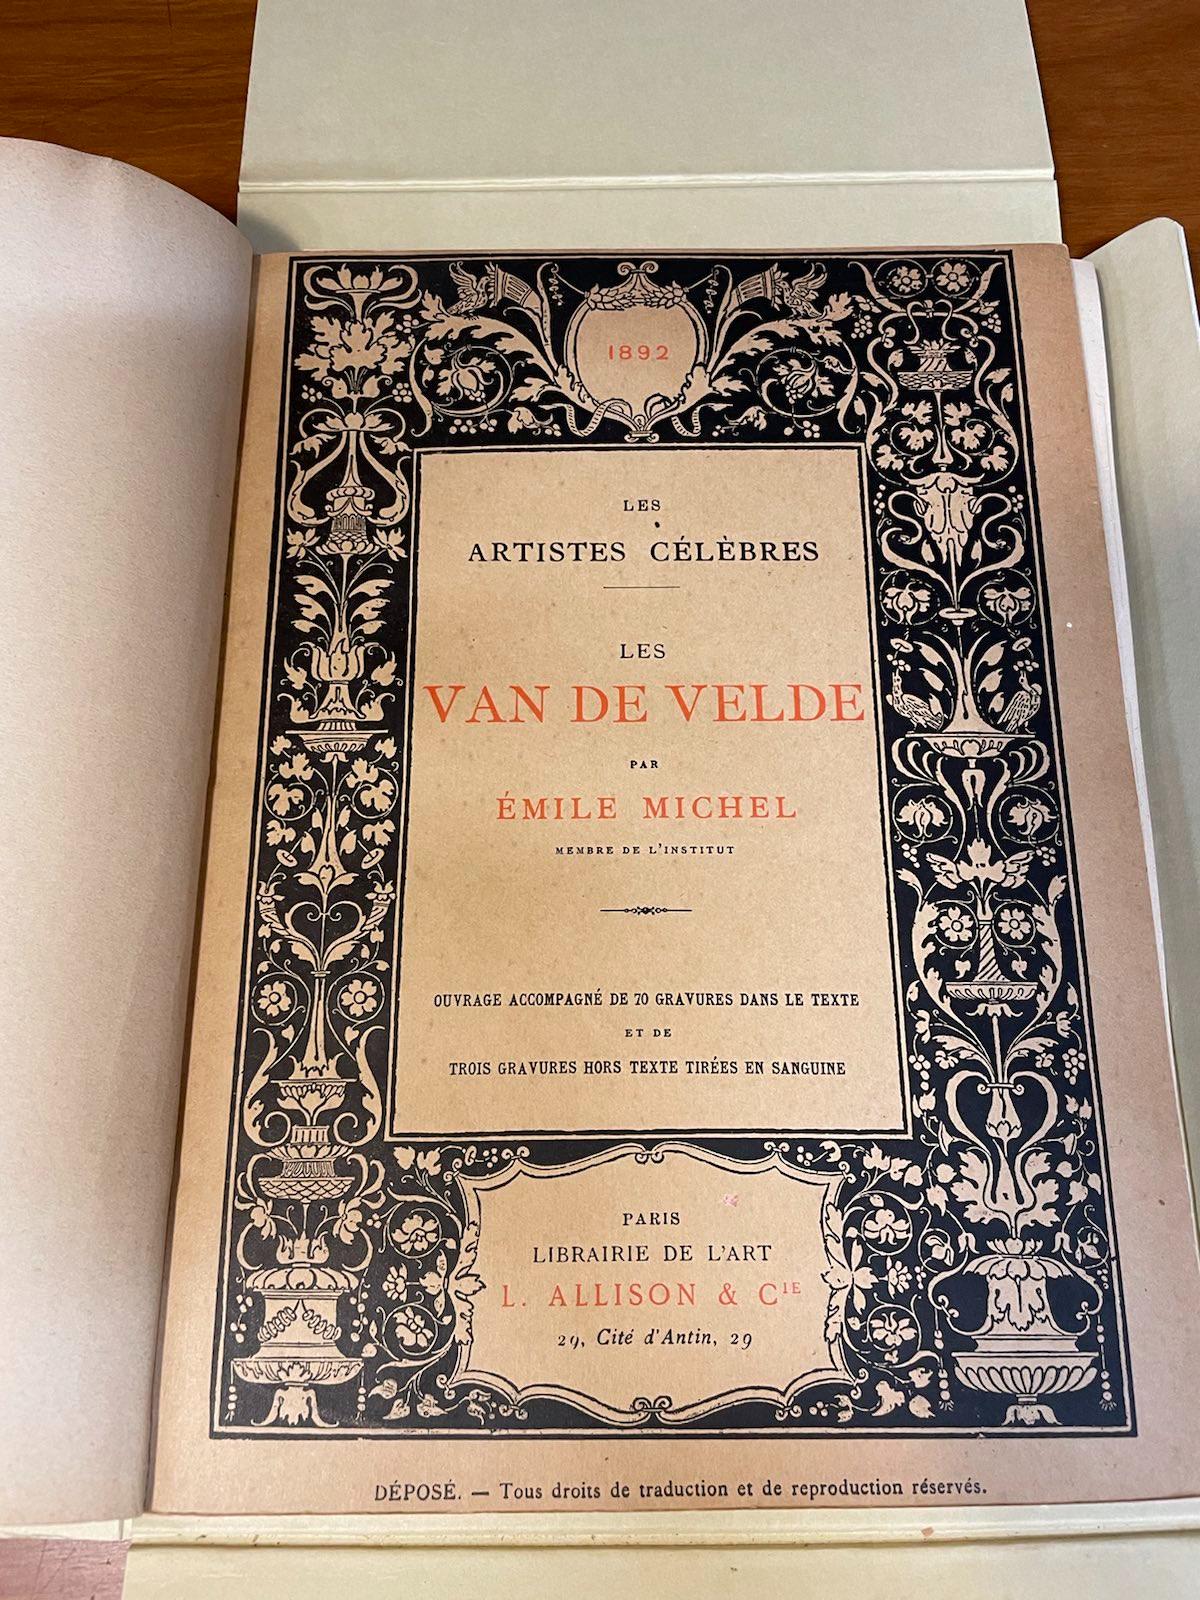 1892
LES
ARTISTES CÉLÈBRES
LES
VAN DE VELDE
PAR
ÉMILE MICHEL
MEMBRE DE L'INSTITUT
OUVRAGE ACCOMPAGNÉ DE 70 GRAVURES DANS LE TEXTE
ET DE
TROIS GRAVURES HORS TEXTE TIRÉES EN SANGUINE
PARIS
LIBRAIRIE DE L'ART
L. ALLISON & CIE
29, Cité d'Antin, 29
DÉPOSÉ. — Tous droits de traduction et de reproduction réservés.